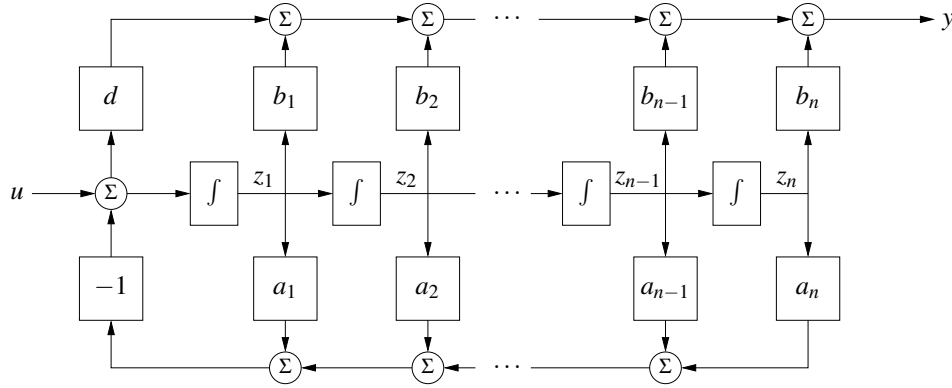 Σ Σ ··· Σ Σ y
d b₁ b₂ bₙ₋₁ bₙ
u Σ ∫ z₁ ∫ z₂ ··· ∫ zₙ₋₁ ∫ zₙ
−1 a₁ a₂ aₙ₋₁ aₙ
Σ Σ ··· Σ